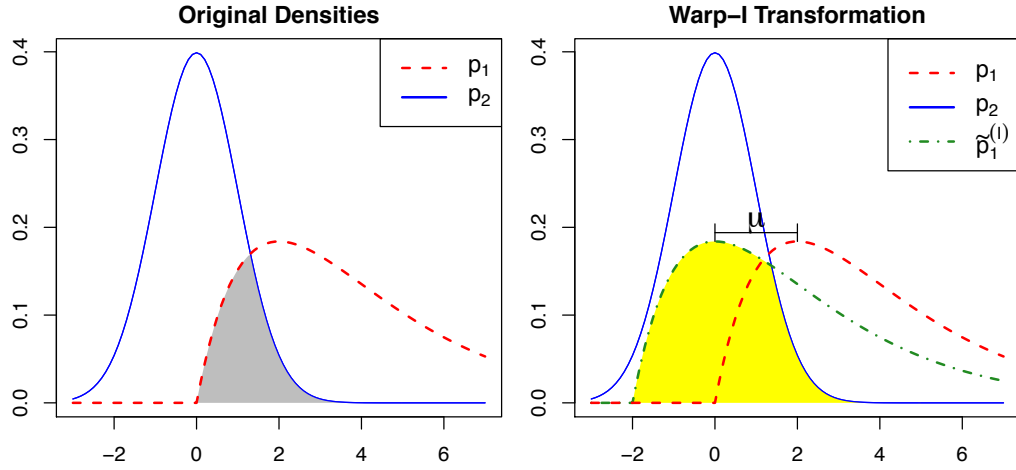 Original Densities
p₁
p₂
0.0
0.1
0.2
0.3
0.4
−2
0
2
4
6
Warp−I Transformation
p₁
p₂
p̃₁⁽ᴵ⁾
μ
0.0
0.1
0.2
0.3
0.4
−2
0
2
4
6